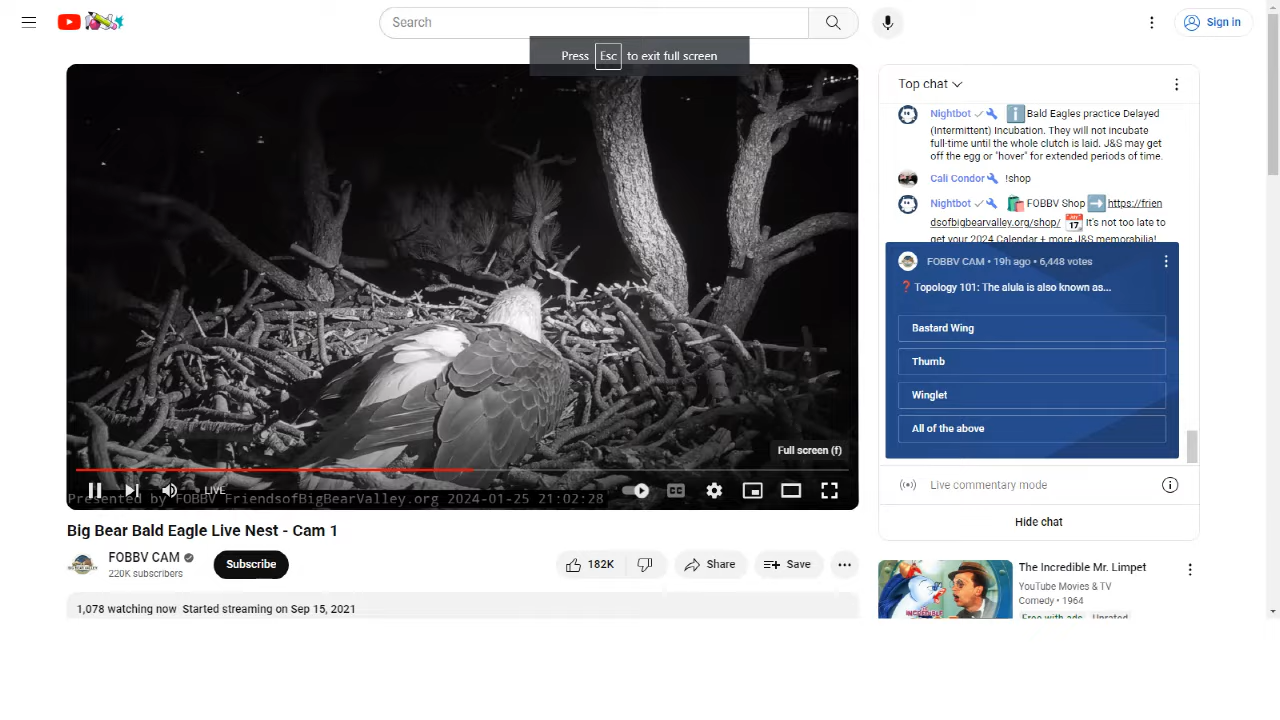 Search
Sign in
Press Esc to exit full screen
Top chat
Nightbot Bald Eagles practice Delayed
(Intermittent) Incubation. They will not incubate
full-time until the whole clutch is laid. J&S may get
off the egg or "hover" for extended periods of time.
Cali Condor !shop
Nightbot FOBBV Shop https://frien
dsofbigbearvalley.org/shop/ It's not too late to
get your 2024 Calendar + more J&S memorabilia!
FOBBV CAM • 19h ago • 6,448 votes
Topology 101: The alula is also known as...
Bastard Wing
Thumb
Winglet
All of the above
Live commentary mode
Hide chat
Full screen (f)
LIVE
CC
Presented by FOBBV FriendsofBigBearValley.org 2024-01-25 21:02:28
Big Bear Bald Eagle Live Nest - Cam 1
FOBBV CAM
220K subscribers
Subscribe
182K
Share
Save
1,078 watching now Started streaming on Sep 15, 2021
The Incredible Mr. Limpet
YouTube Movies & TV
Comedy • 1964
Free with ads Unrated